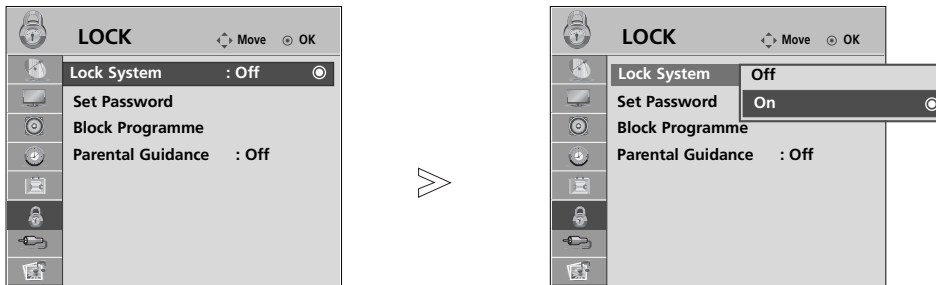 LOCK Move OK
Lock System : Off
Set Password
Block Programme
Parental Guidance : Off
LOCK Move OK
Lock System Off
Set Password On
Block Programme
Parental Guidance : Off